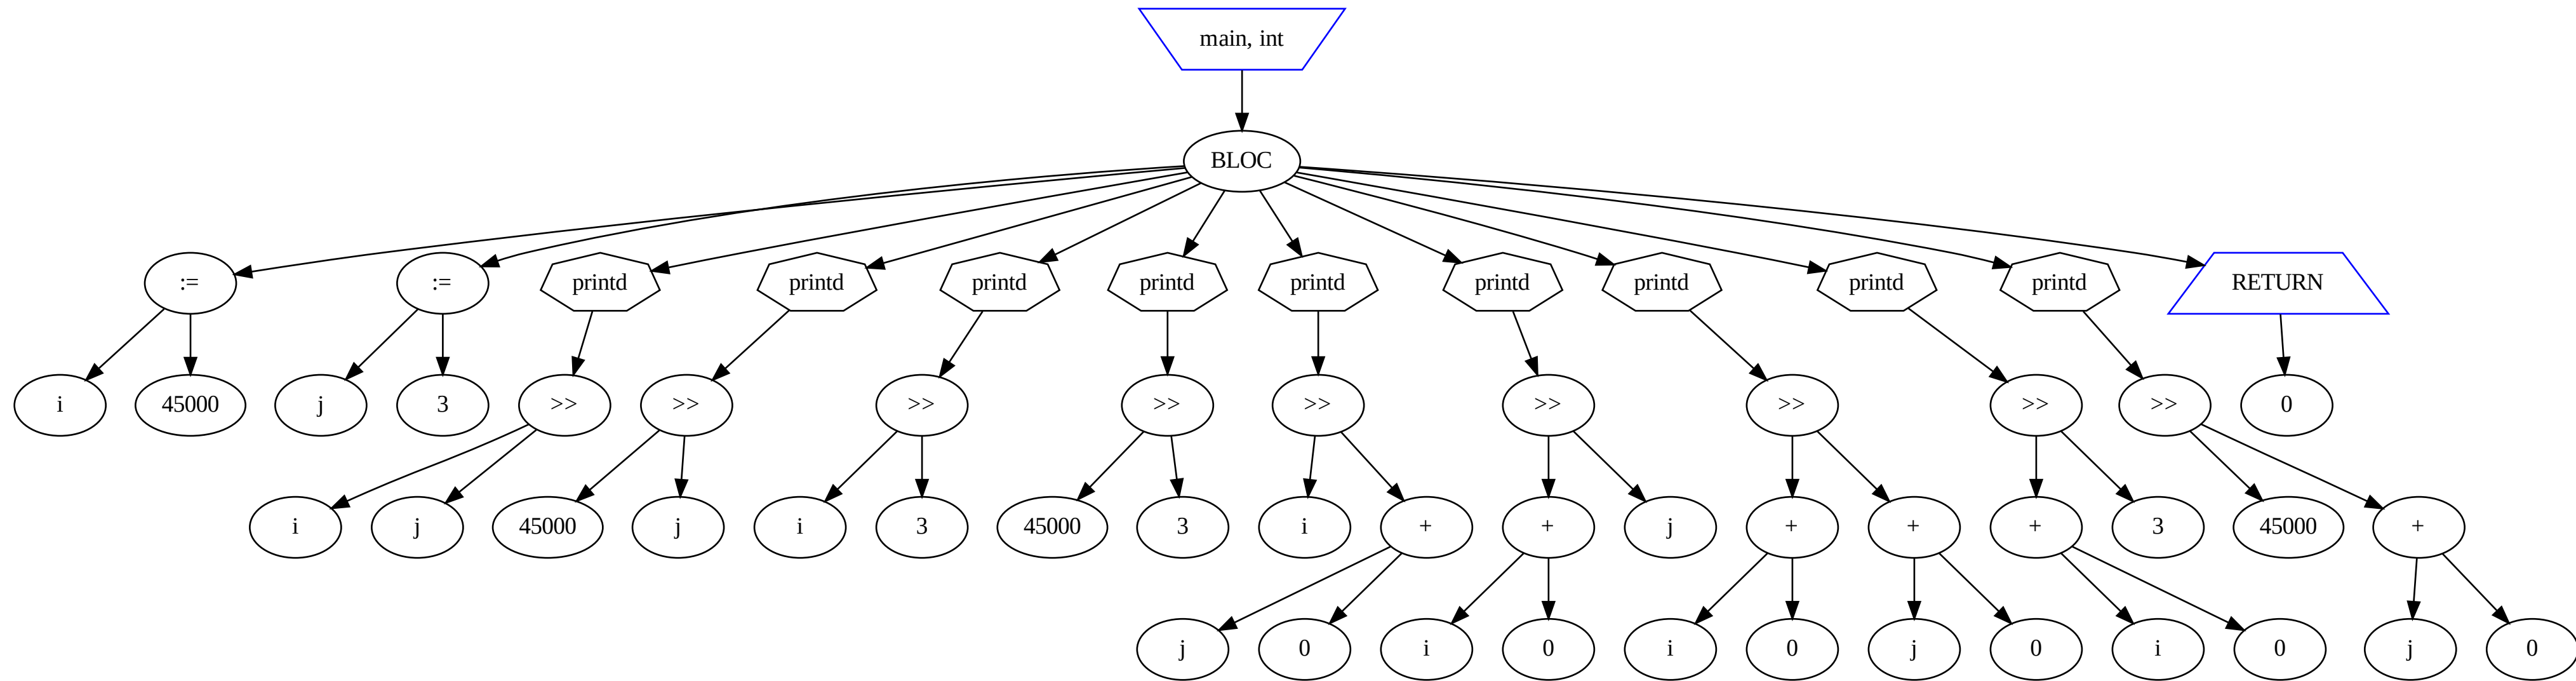 main, int
BLOC
:= := printd printd printd printd printd printd printd printd printd RETURN
i 45000 j 3 >> >> >> >> >> >> >> >> >> 0
i j 45000 j i 3 45000 3 i + + j + + + 3 45000 +
j 0 i 0 i 0 j 0 i 0 j 0